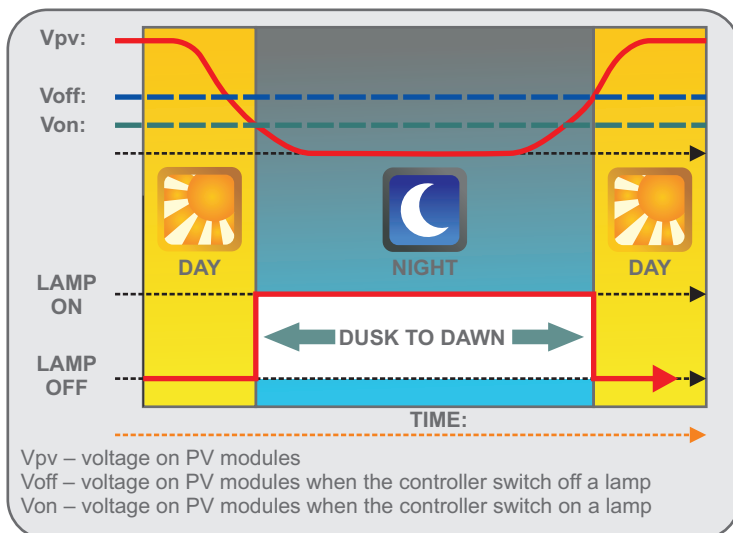 Vpv:
Voff:
Von:
DAY
NIGHT
DAY
LAMP
ON
DUSK TO DAWN
LAMP
OFF
TIME:
Vpv – voltage on PV modules
Voff – voltage on PV modules when the controller switch off a lamp
Von – voltage on PV modules when the controller switch on a lamp